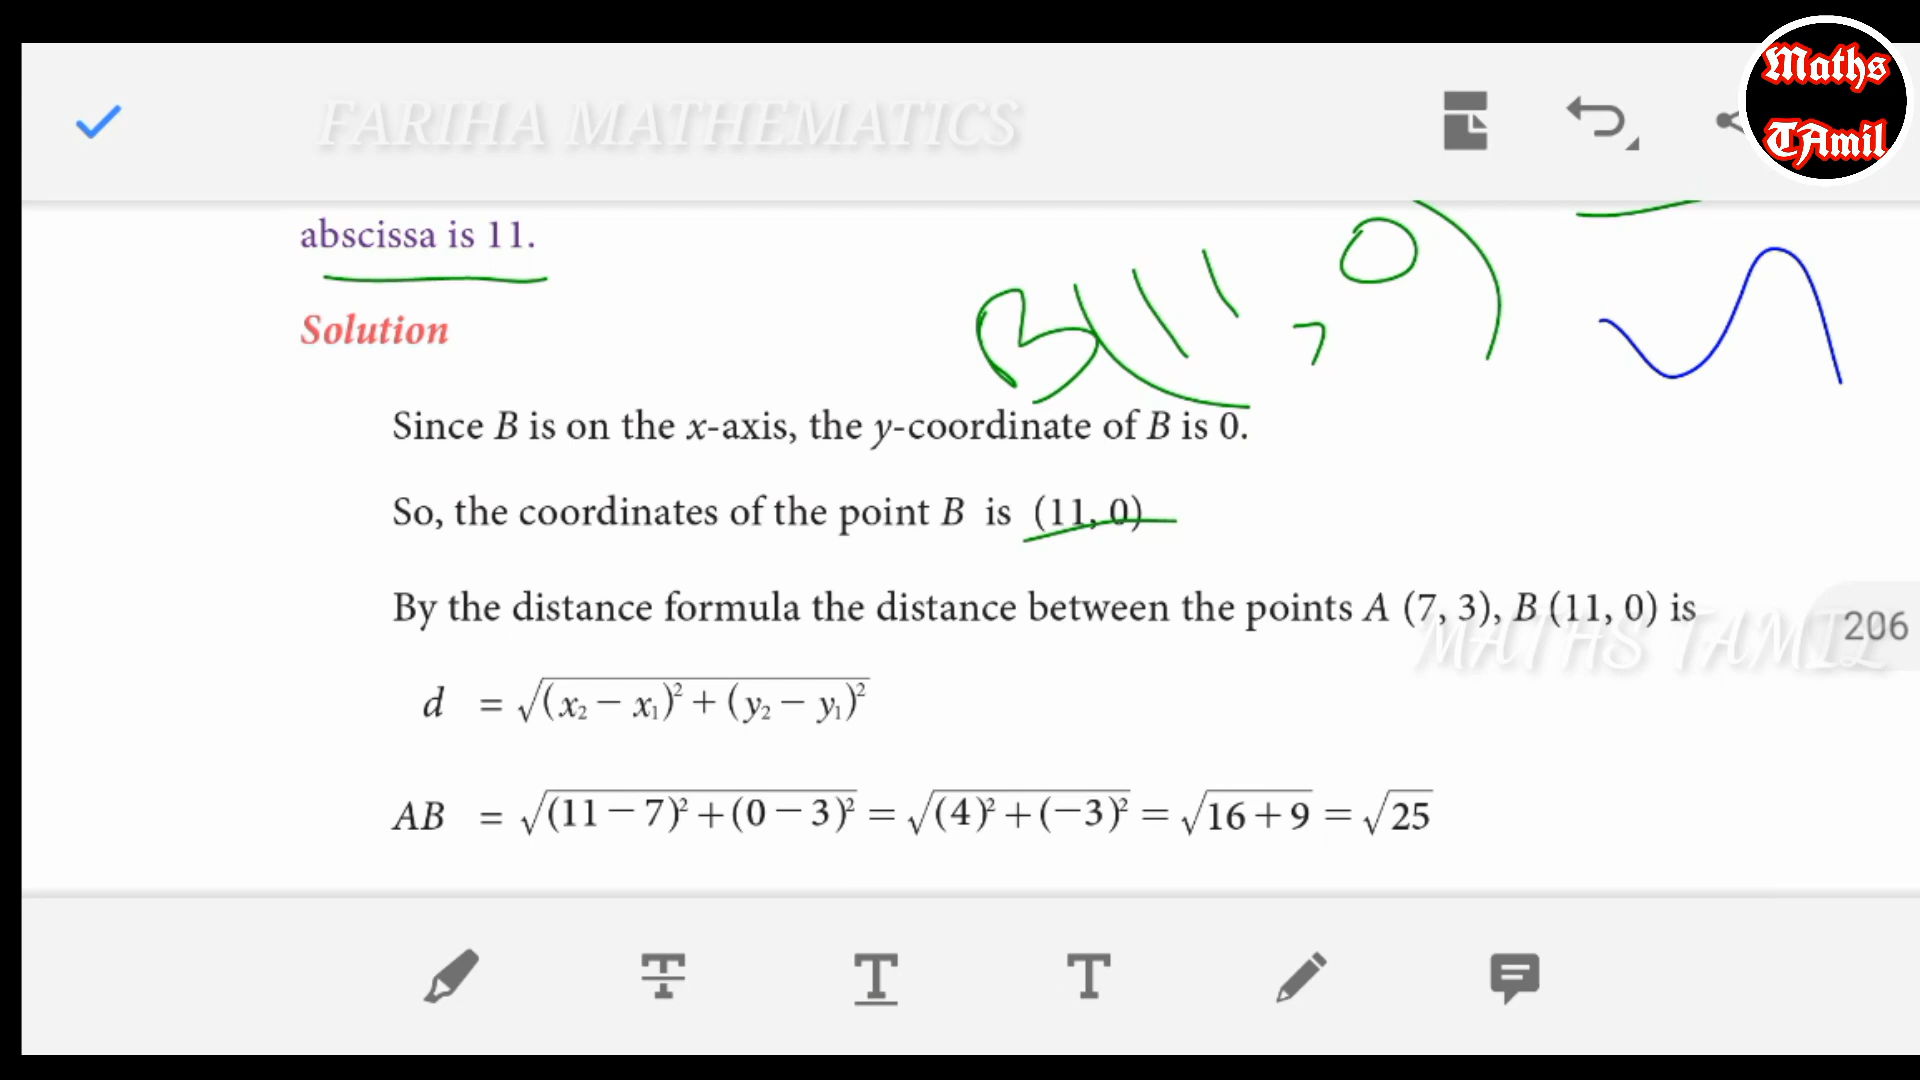 Maths
TAmil
FARIHA MATHEMATICS
abscissa is 11.
B(11, 0)
Solution
Since B is on the x-axis, the y-coordinate of B is 0.
So, the coordinates of the point B is (11, 0)
By the distance formula the distance between the points A (7, 3), B (11, 0) is
MATHS TAMIL
206
d = √(x₂ − x₁)² + (y₂ − y₁)²
AB = √(11 − 7)² + (0 − 3)² = √(4)² + (−3)² = √16 + 9 = √25